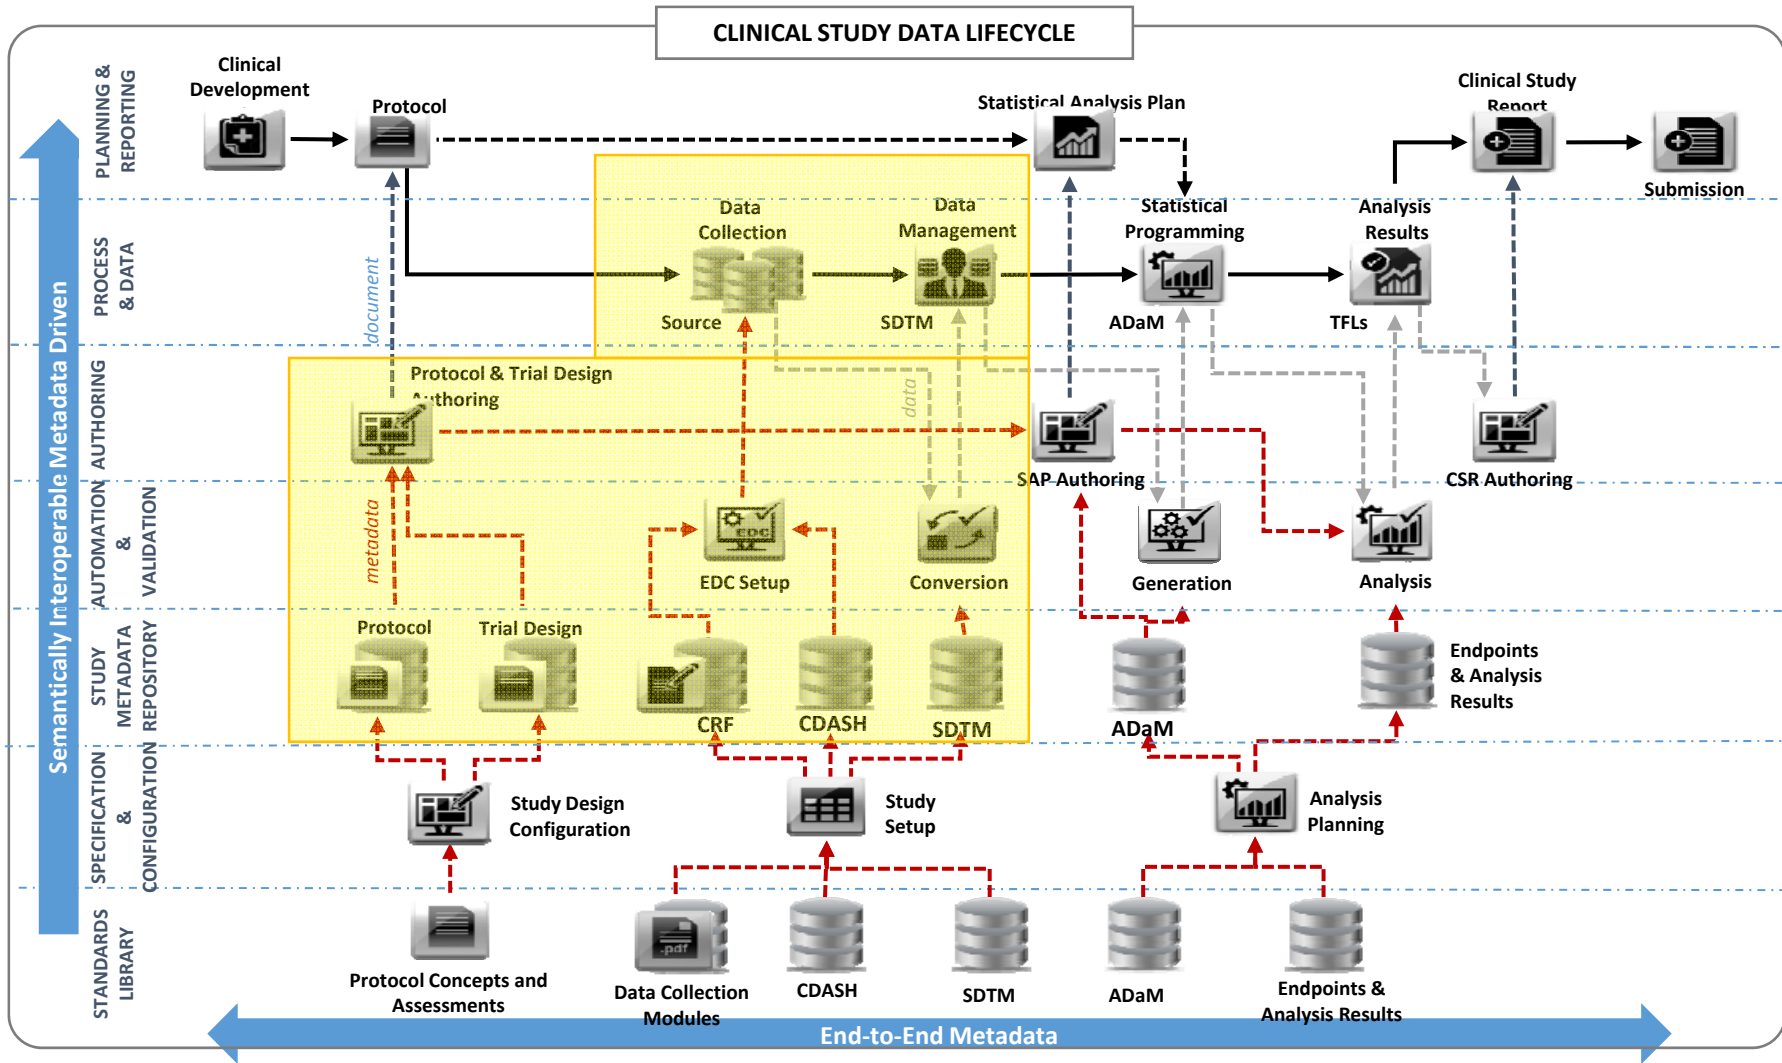 CLINICAL STUDY DATA LIFECYCLE
Semantically Interoperable Metadata Driven
PLANNING &
REPORTING
Clinical
Development
Protocol
Statistical Analysis Plan
Clinical Study
Report
Submission
PROCESS
& DATA
document
Data
Collection
Source
Data
Management
SDTM
Statistical
Programming
ADaM
Analysis
Results
TFLs
AUTHORING
Protocol & Trial Design
Authoring
data
SAP Authoring
CSR Authoring
AUTOMATION
&
VALIDATION
metadata
EDC
EDC Setup
Conversion
Generation
Analysis
STUDY
METADATA
REPOSITORY
Protocol
Trial Design
CRF
CDASH
SDTM
ADaM
Endpoints
& Analysis
Results
SPECIFICATION
&
CONFIGURATION
Study Design
Configuration
Study
Setup
Analysis
Planning
STANDARDS
LIBRARY
Protocol Concepts and
Assessments
.pdf
Data Collection
Modules
CDASH
SDTM
ADaM
Endpoints &
Analysis Results
End-to-End Metadata